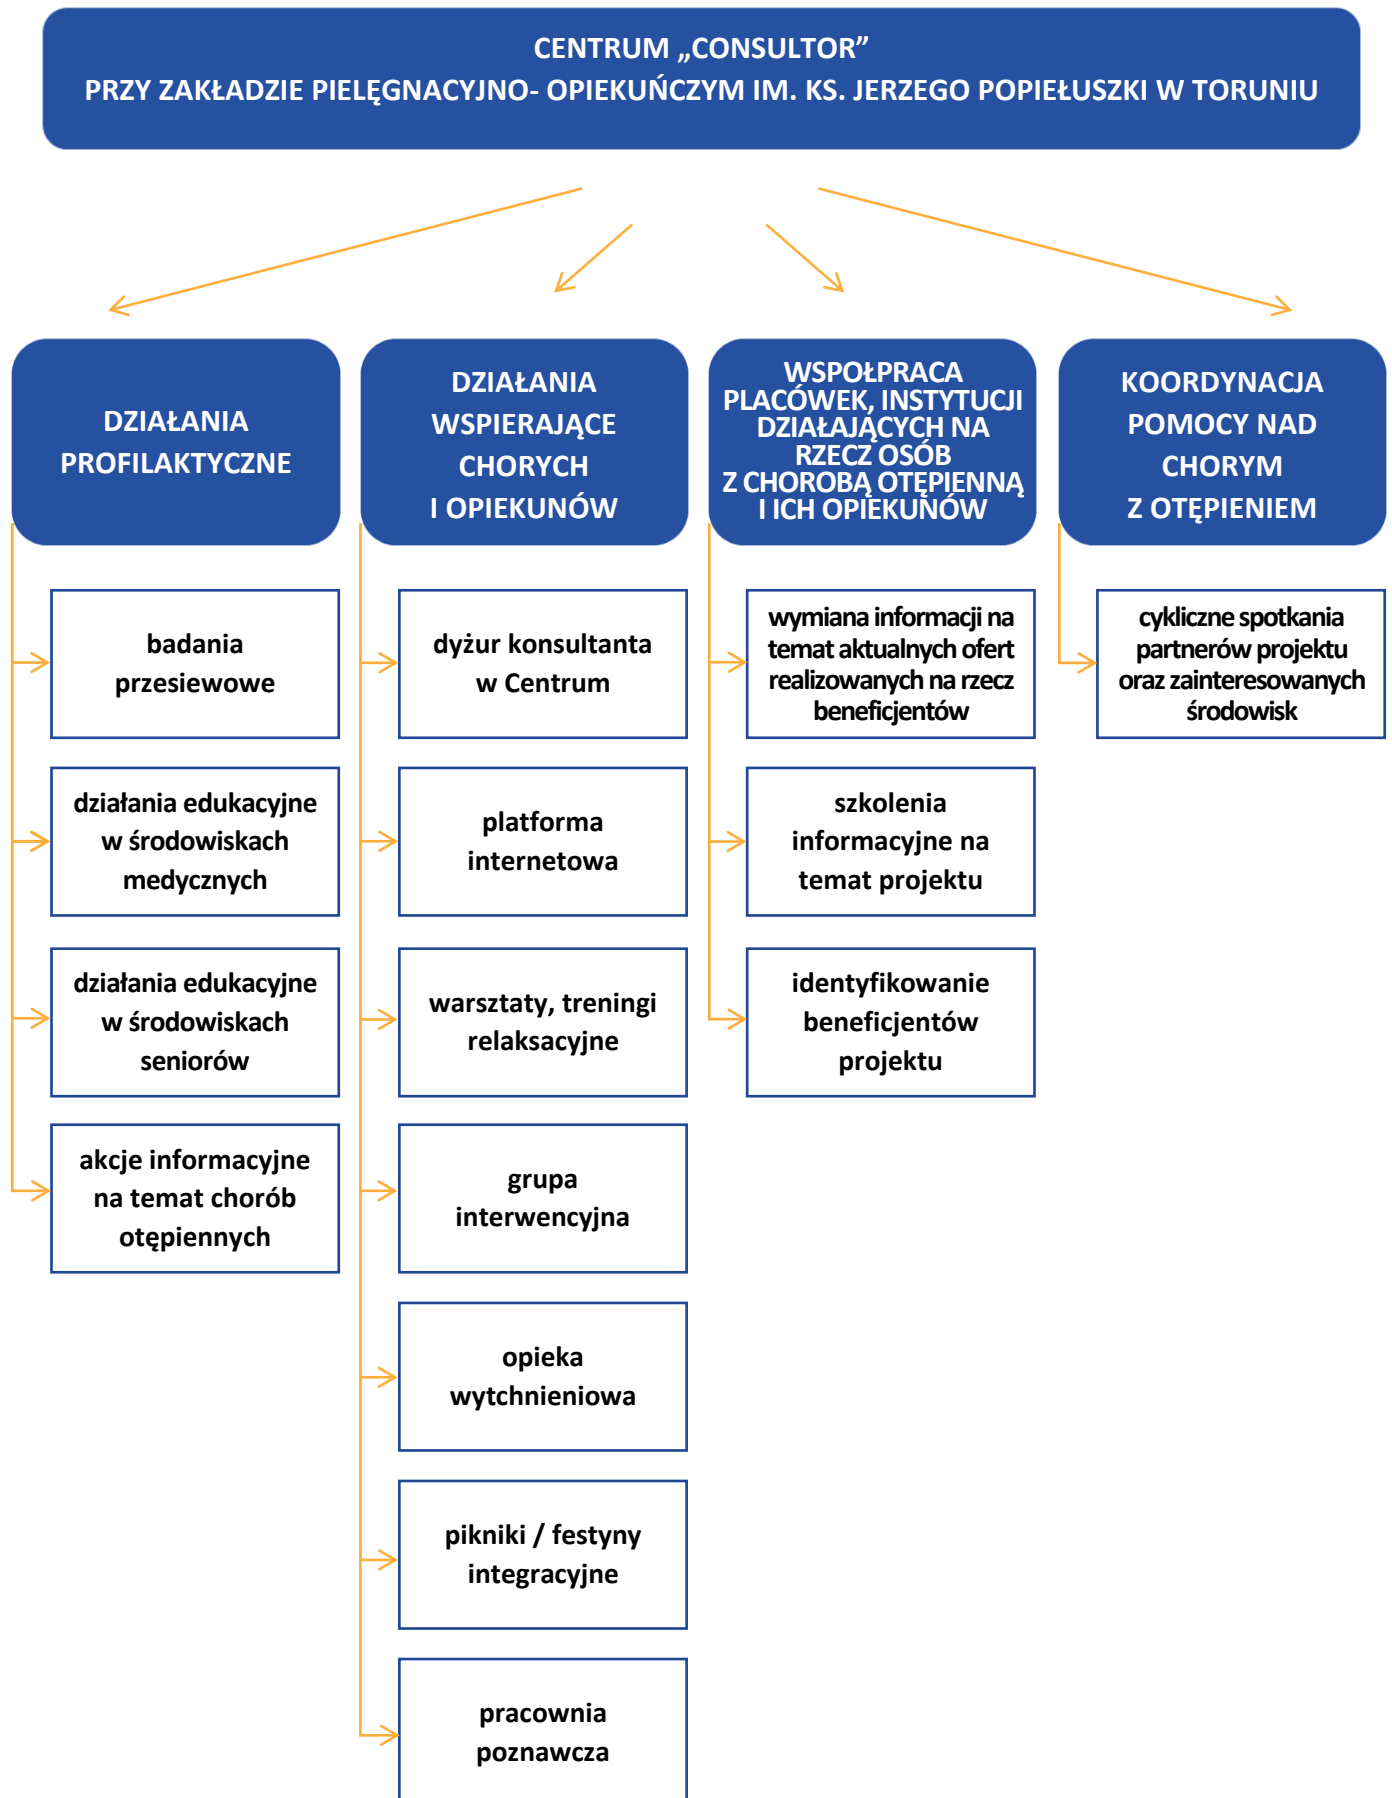 CENTRUM „CONSULTOR”
PRZY ZAKŁADZIE PIELĘGNACYJNO- OPIEKUŃCZYM IM. KS. JERZEGO POPIEŁUSZKI W TORUNIU
DZIAŁANIA
PROFILAKTYCZNE
badania
przesiewowe
działania edukacyjne
w środowiskach
medycznych
działania edukacyjne
w środowiskach
seniorów
akcje informacyjne
na temat chorób
otępiennych
DZIAŁANIA
WSPIERAJĄCE
CHORYCH
I OPIEKUNÓW
dyżur konsultanta
w Centrum
platforma
internetowa
warsztaty, treningi
relaksacyjne
grupa
interwencyjna
opieka
wytchnieniowa
pikniki / festyny
integracyjne
pracownia
poznawcza
WSPOŁPRACA
PLACÓWEK, INSTYTUCJI
DZIAŁAJĄCYCH NA
RZECZ OSÓB
Z CHOROBĄ OTĘPIENNĄ
I ICH OPIEKUNÓW
wymiana informacji na
temat aktualnych ofert
realizowanych na rzecz
beneficjentów
szkolenia
informacyjne na
temat projektu
identyfikowanie
beneficjentów
projektu
KOORDYNACJA
POMOCY NAD
CHORYM
Z OTĘPIENIEM
cykliczne spotkania
partnerów projektu
oraz zainteresowanych
środowisk